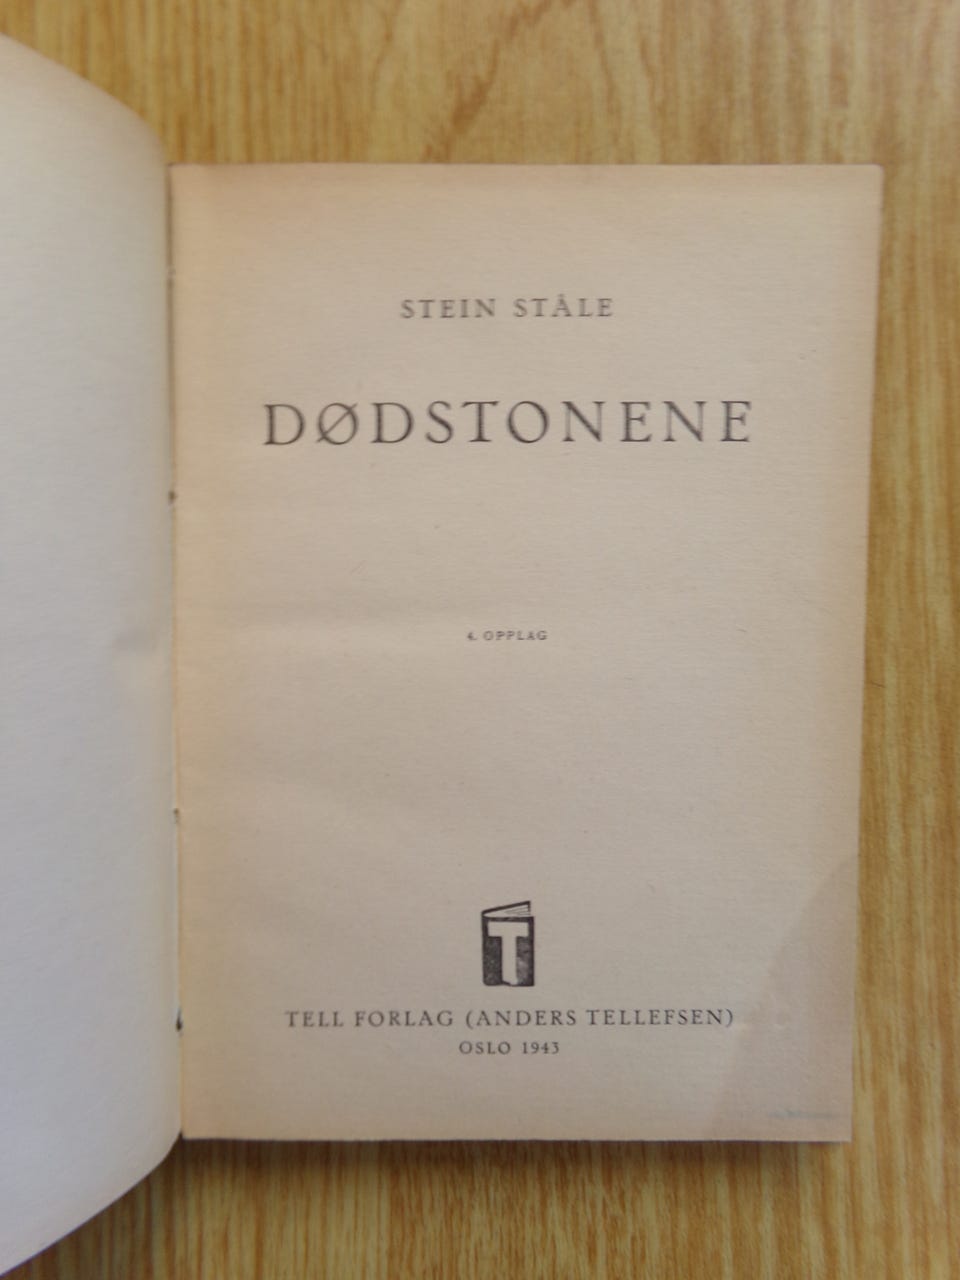 STEIN STÅLE
DØDSTONENE
4. OPPLAG
T
TELL FORLAG (ANDERS TELLEFSEN)
OSLO 1943